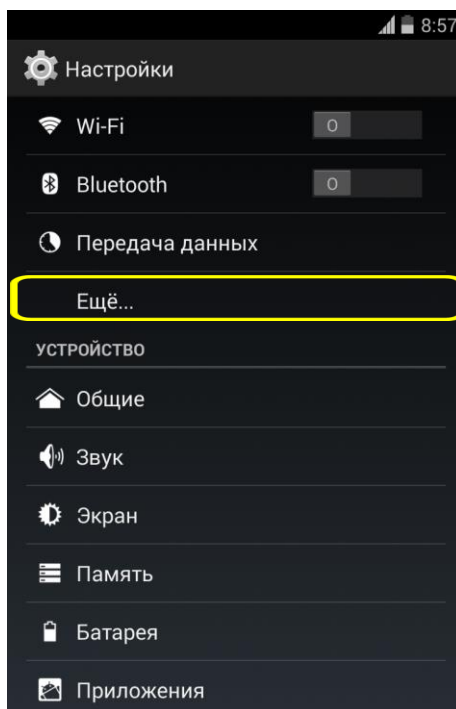 8:57
Настройки
Wi-Fi
O
Bluetooth
O
Передача данных
Ещё...
УСТРОЙСТВО
Общие
Звук
Экран
Память
Батарея
Приложения